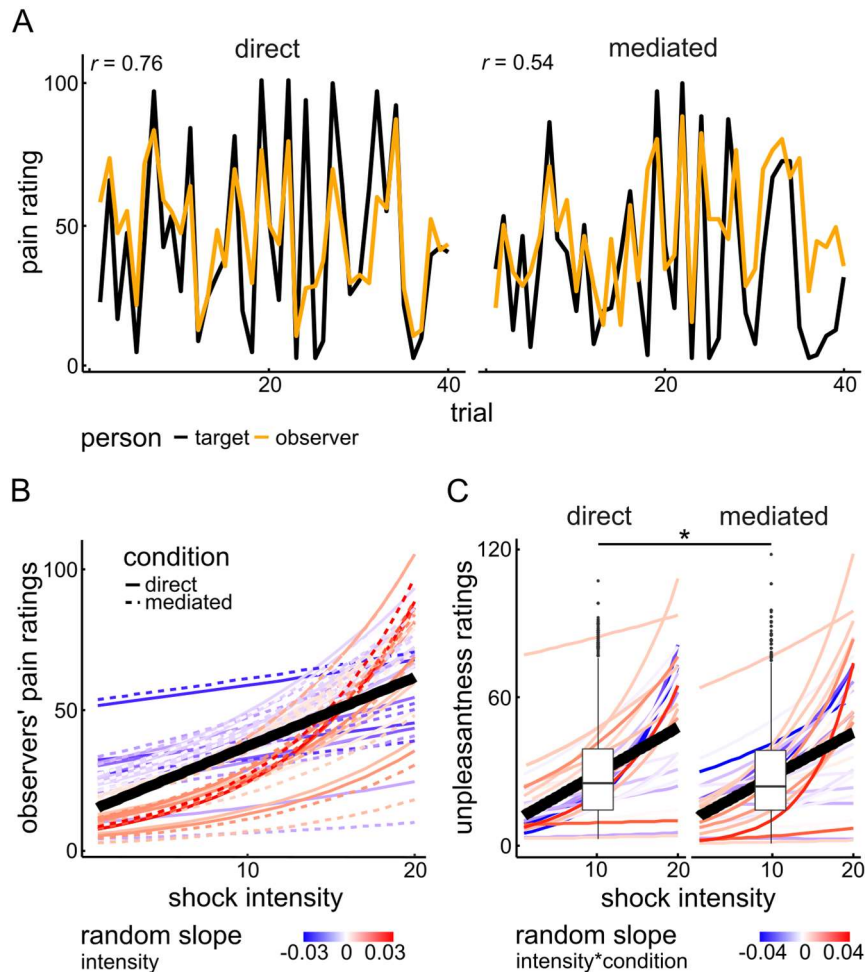 A
direct
mediated
r = 0.76
r = 0.54
100
50
0
pain rating
20
40
20
40
trial
person target observer
B
condition
direct
mediated
100
50
0
observers' pain ratings
10
20
shock intensity
random slope
intensity
-0.03 0 0.03
C
direct
mediated
*
120
60
0
unpleasantness ratings
10
20
10
20
shock intensity
random slope
intensity*condition
-0.04 0 0.04